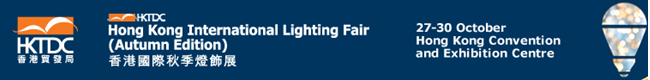 HKTDC
香港貿發局
HKTDC
Hong Kong International Lighting Fair
(Autumn Edition)
香港國際秋季燈飾展
27-30 October
Hong Kong Convention
and Exhibition Centre